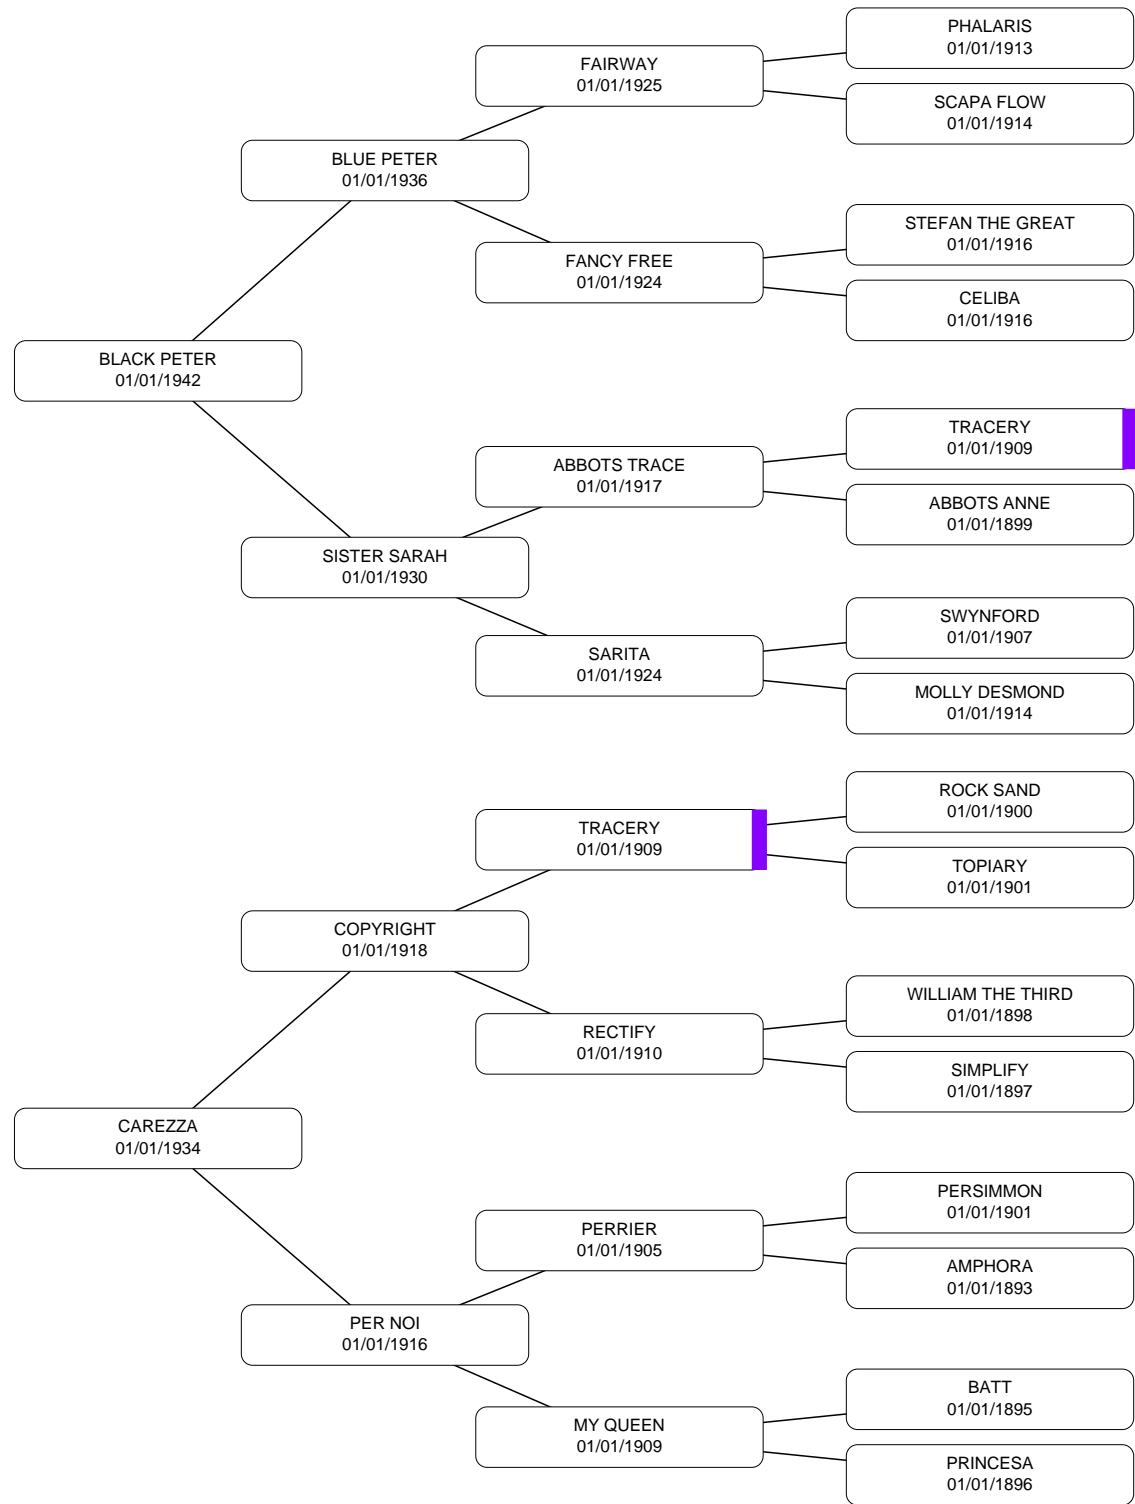 PHALARIS
01/01/1913
FAIRWAY
01/01/1925
SCAPA FLOW
01/01/1914
BLUE PETER
01/01/1936
STEFAN THE GREAT
01/01/1916
FANCY FREE
01/01/1924
CELIBA
01/01/1916
BLACK PETER
01/01/1942
TRACERY
01/01/1909
ABBOTS TRACE
01/01/1917
ABBOTS ANNE
01/01/1899
SISTER SARAH
01/01/1930
SWYNFORD
01/01/1907
SARITA
01/01/1924
MOLLY DESMOND
01/01/1914
ROCK SAND
01/01/1900
TRACERY
01/01/1909
TOPIARY
01/01/1901
COPYRIGHT
01/01/1918
WILLIAM THE THIRD
01/01/1898
RECTIFY
01/01/1910
SIMPLIFY
01/01/1897
CAREZZA
01/01/1934
PERSIMMON
01/01/1901
PERRIER
01/01/1905
AMPHORA
01/01/1893
PER NOI
01/01/1916
BATT
01/01/1895
MY QUEEN
01/01/1909
PRINCESA
01/01/1896